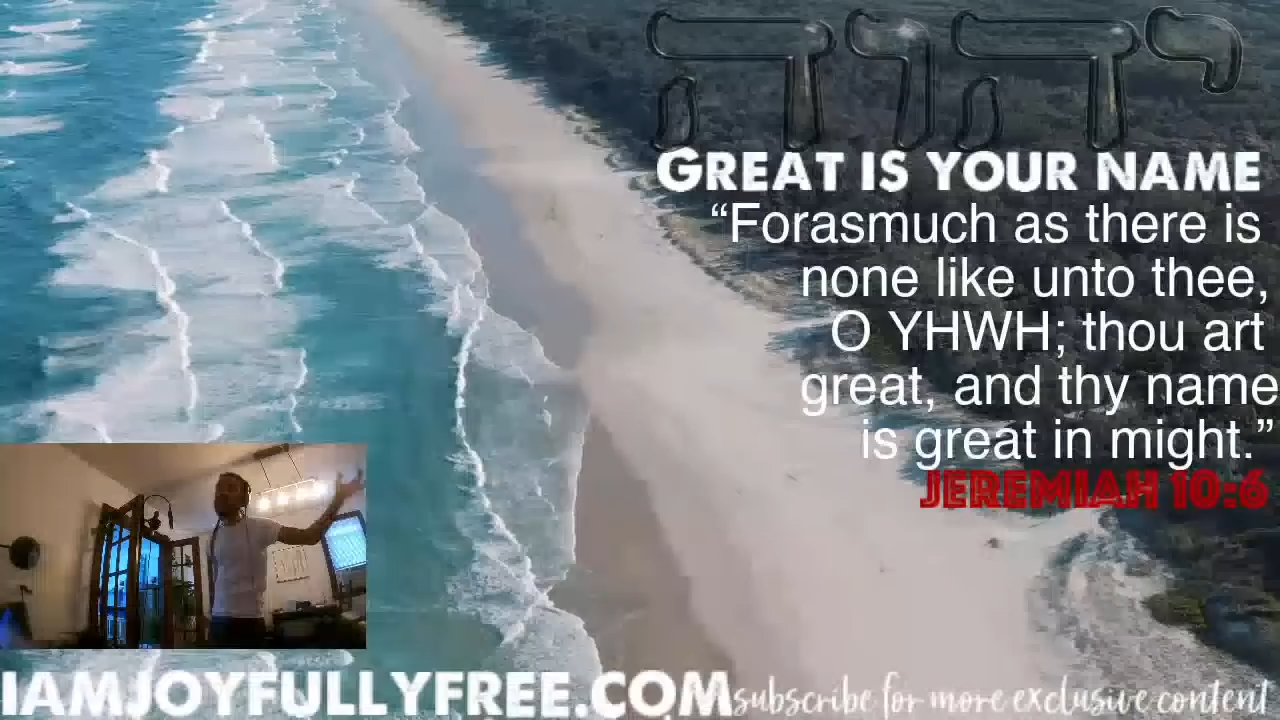 יהוה
GREAT IS YOUR NAME
“Forasmuch as there is
none like unto thee,
O YHWH; thou art
great, and thy name
is great in might.”
JEREMIAH 10:6
IAMJOYFULLYFREE.COM
subscribe for more exclusive content